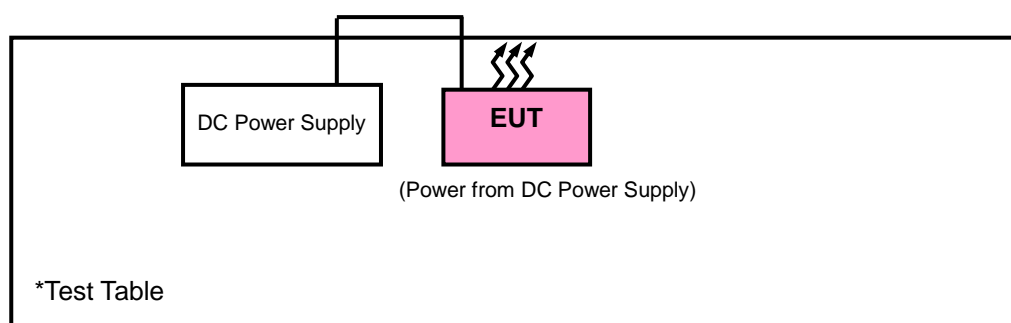 DC Power Supply
EUT
(Power from DC Power Supply)
*Test Table